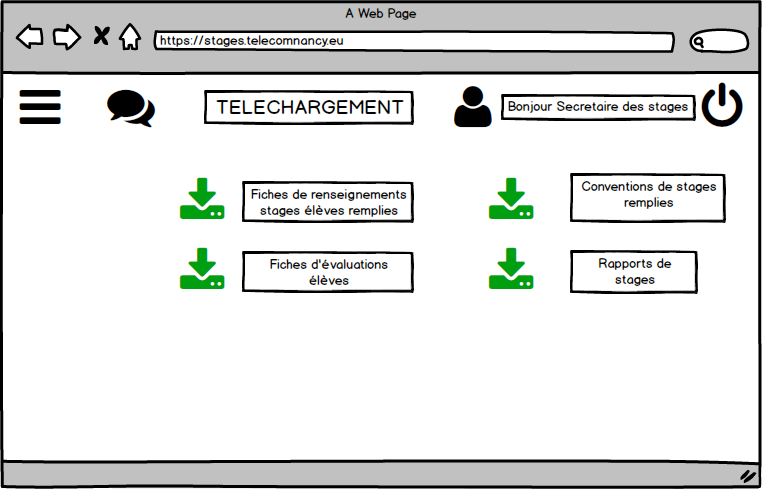 A Web Page
https://stages.telecomnancy.eu
TELECHARGEMENT
Bonjour Secretaire des stages
Fiches de renseignements
stages élèves remplies
Conventions de stages
remplies
Fiches d'évaluations
élèves
Rapports de
stages